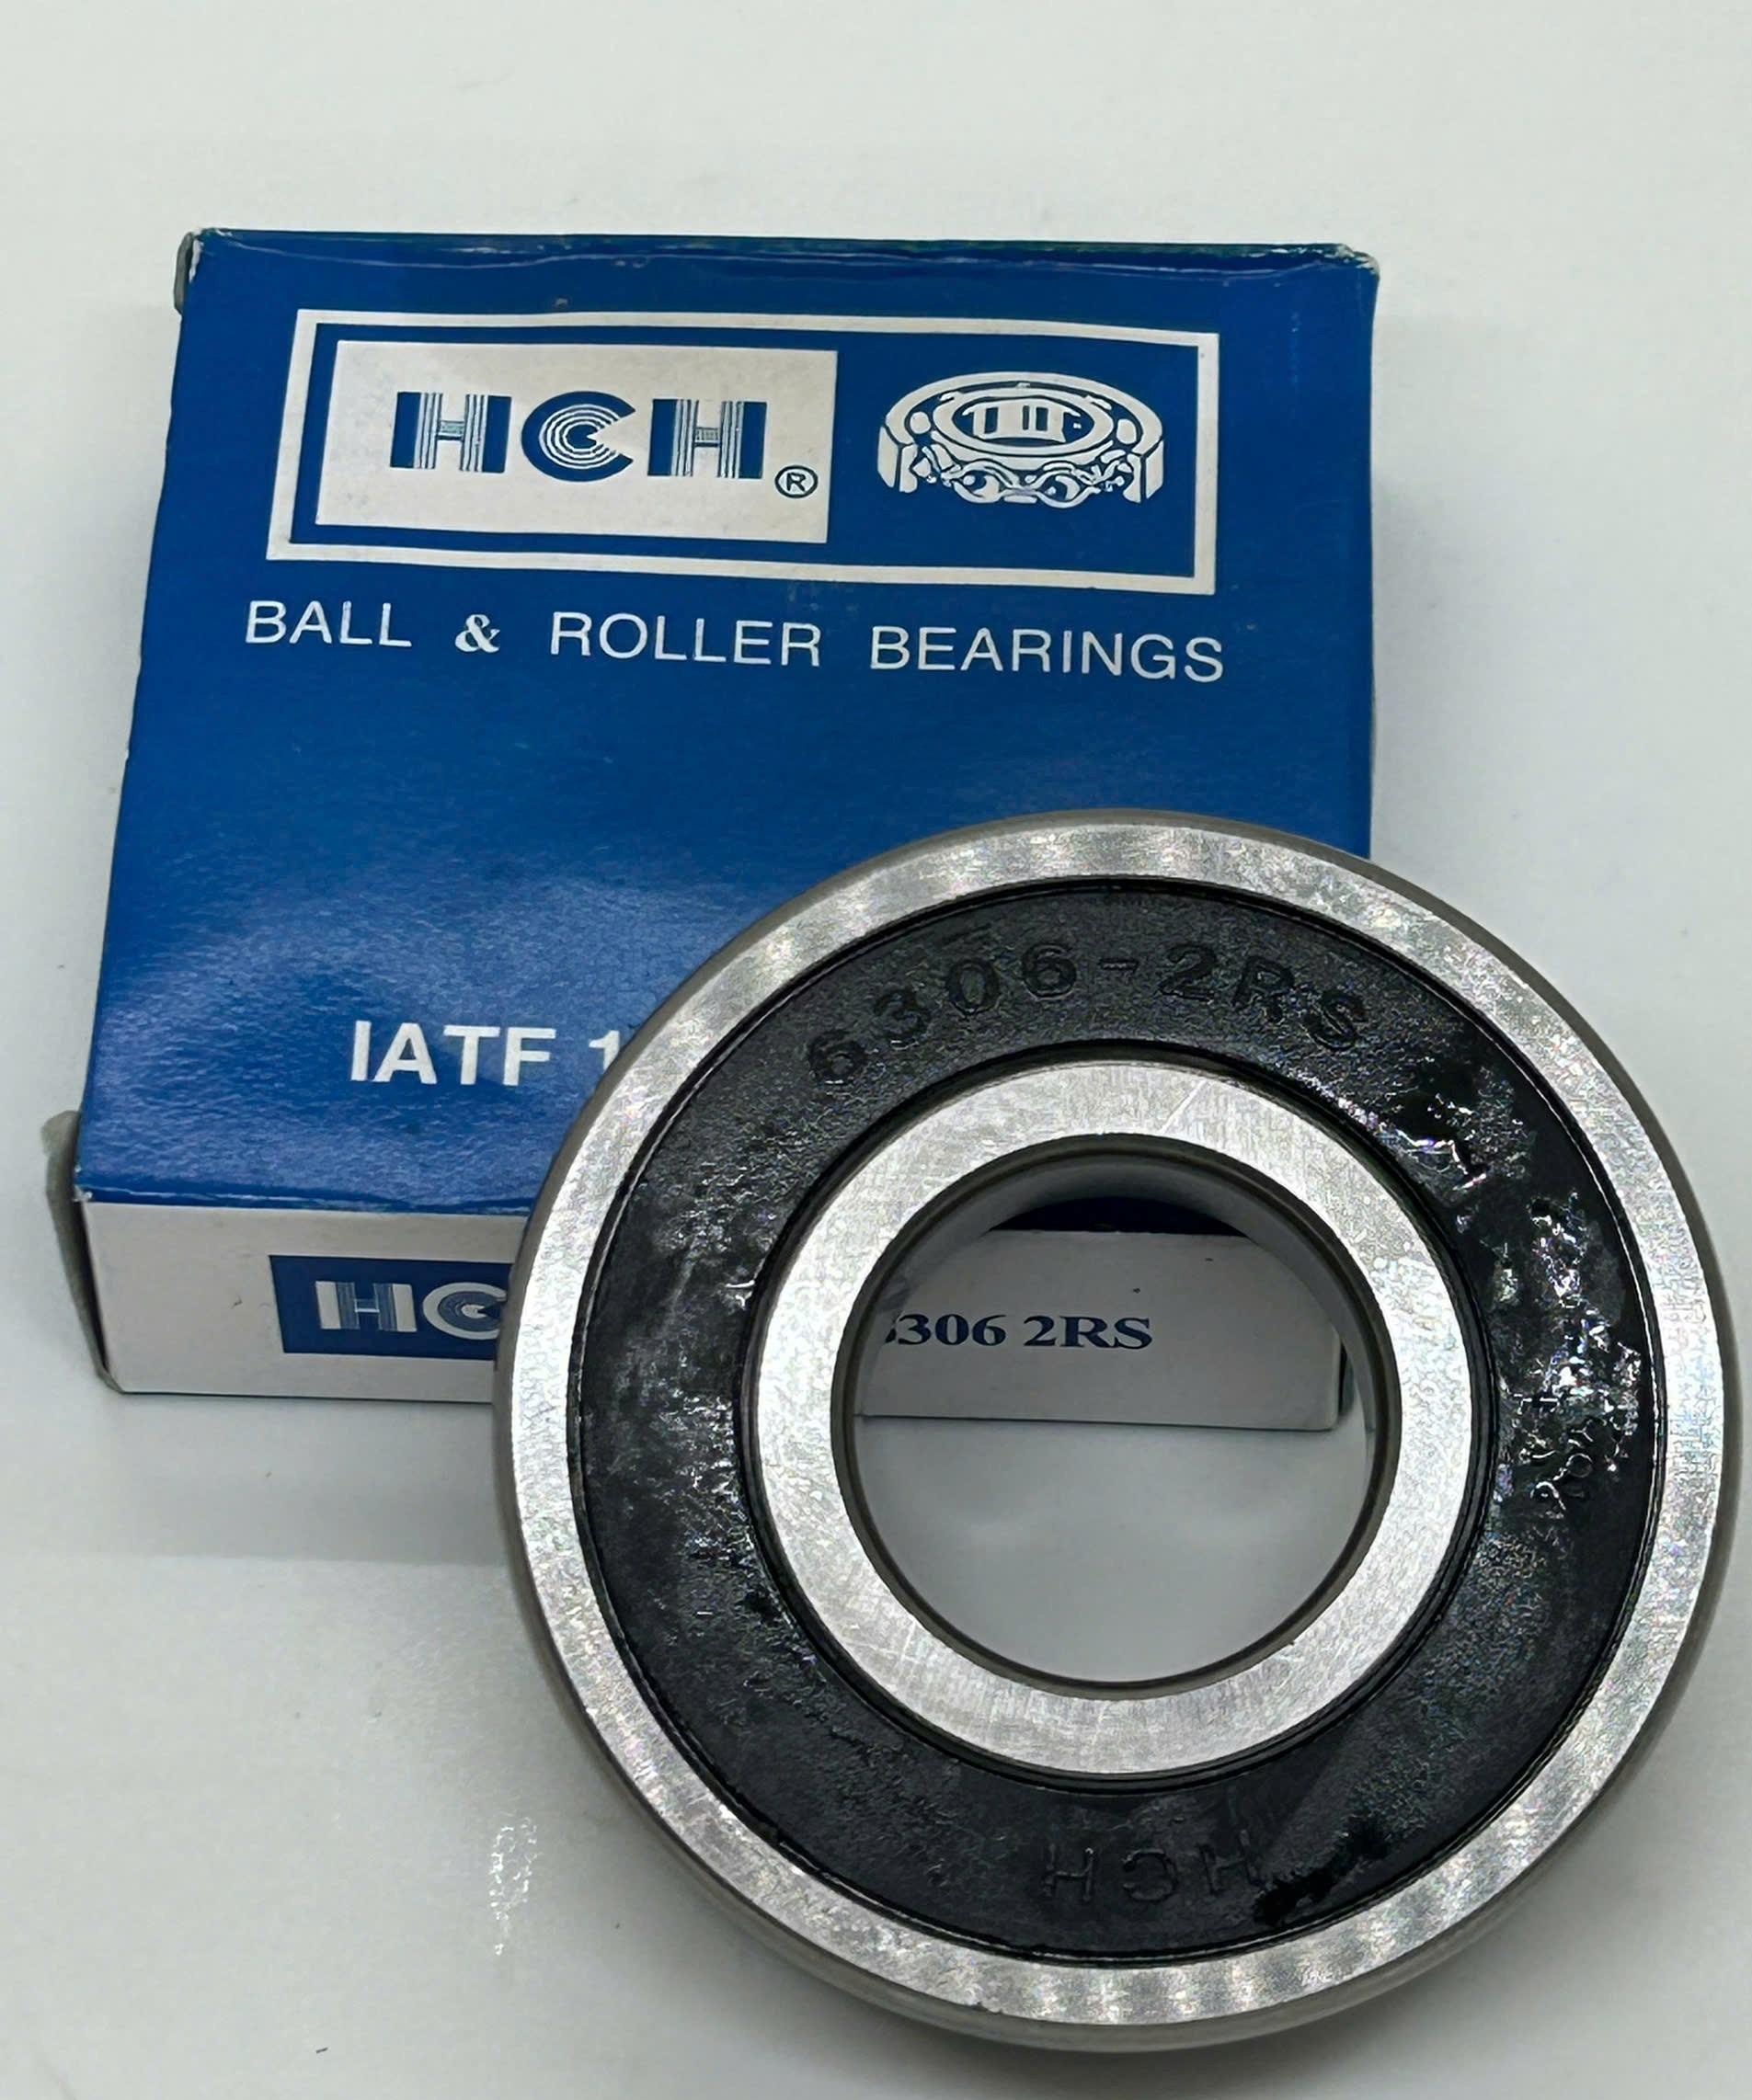 HCH®
BALL & ROLLER BEARINGS
IATF 1
6306-2RS
HC
306 2RS
HCH